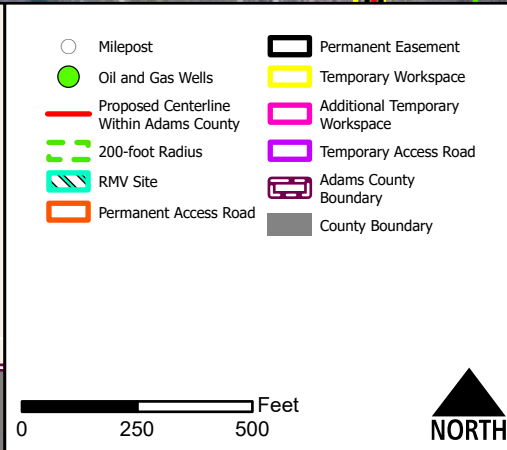 Milepost
Oil and Gas Wells
Proposed Centerline
Within Adams County
200-foot Radius
RMV Site
Permanent Access Road
Permanent Easement
Temporary Workspace
Additional Temporary
Workspace
Temporary Access Road
Adams County
Boundary
County Boundary
Feet
0 250 500
NORTH